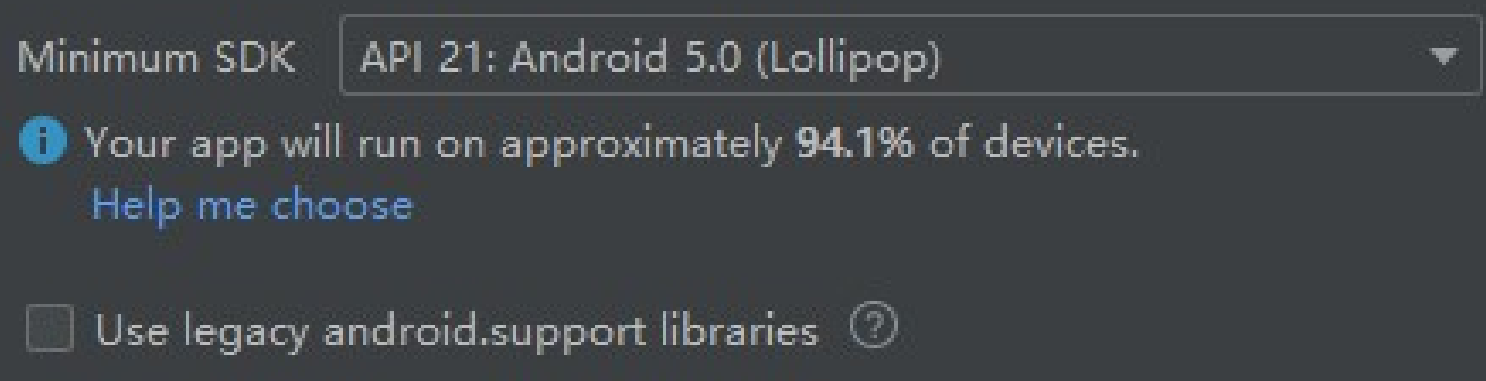 Minimum SDK API 21: Android 5.0 (Lollipop)
i Your app will run on approximately 94.1% of devices.
Help me choose
Use legacy android.support libraries ?